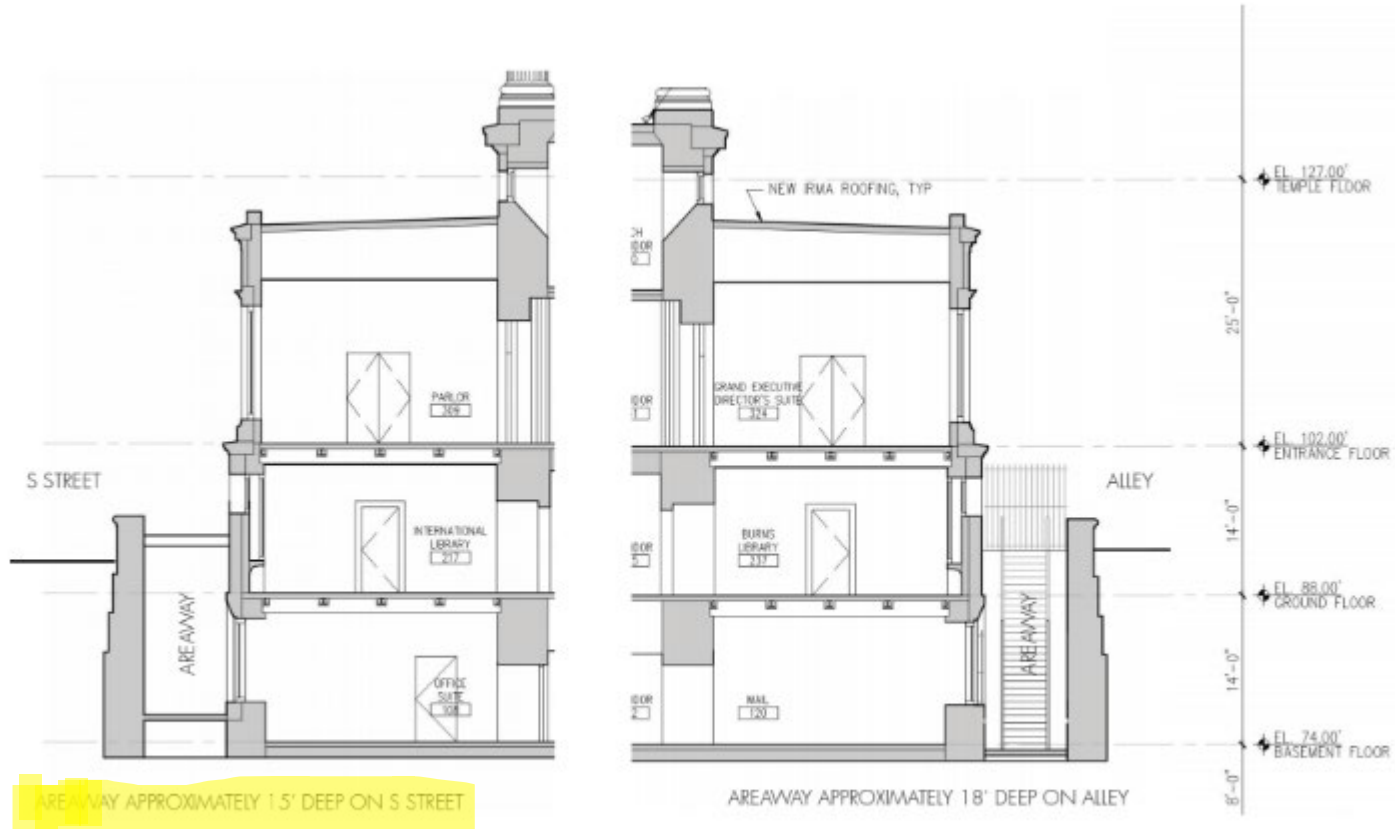 EL. 127.00'
TEMPLE FLOOR
NEW IRMA ROOFING, TYP
25'-0"
PARLOR
309
GRAND EXECUTIVE
DIRECTOR'S SUITE
324
EL. 102.00'
ENTRANCE FLOOR
S STREET
ALLEY
14'-0"
INTERNATIONAL
LIBRARY
217
BURNS
LIBRARY
237
EL. 88.00'
GROUND FLOOR
AREAWAY
AREAWAY
14'-0"
OFFICE
SUITE
MAIL
120
EL. 74.00'
BASEMENT FLOOR
8'-0"
AREAWAY APPROXIMATELY 15' DEEP ON S STREET
AREAWAY APPROXIMATELY 18' DEEP ON ALLEY